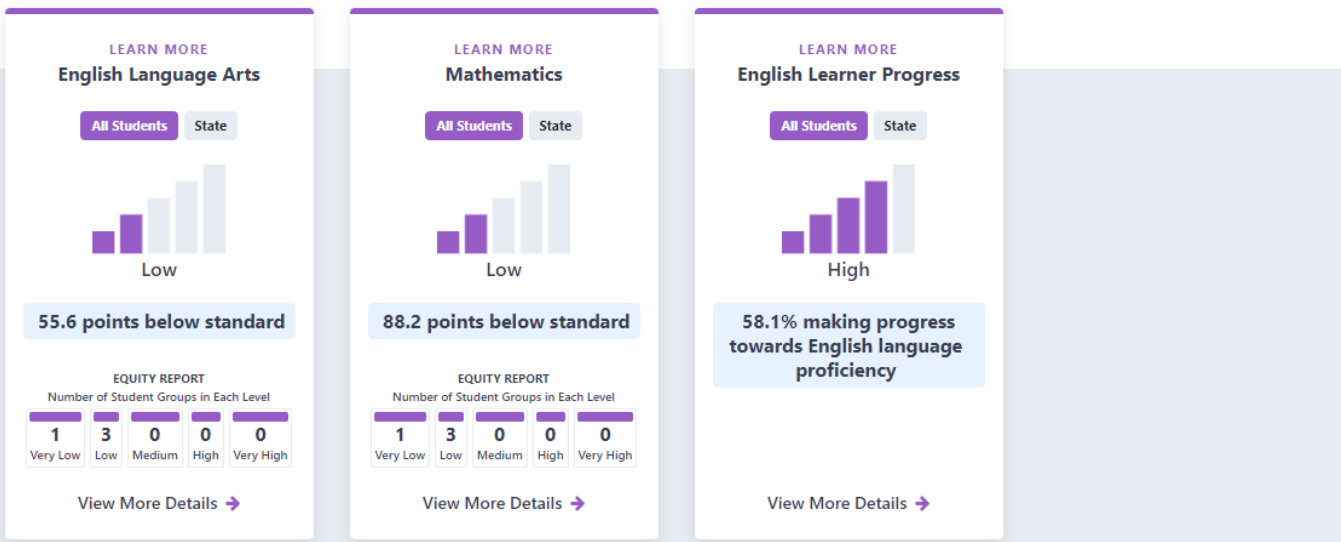 LEARN MORE
English Language Arts
All Students State
Low
55.6 points below standard
EQUITY REPORT
Number of Student Groups in Each Level
1 3 0 0 0
Very Low Low Medium High Very High
View More Details
LEARN MORE
Mathematics
All Students State
Low
88.2 points below standard
EQUITY REPORT
Number of Student Groups in Each Level
1 3 0 0 0
Very Low Low Medium High Very High
View More Details
LEARN MORE
English Learner Progress
All Students State
High
58.1% making progress
towards English language
proficiency
View More Details